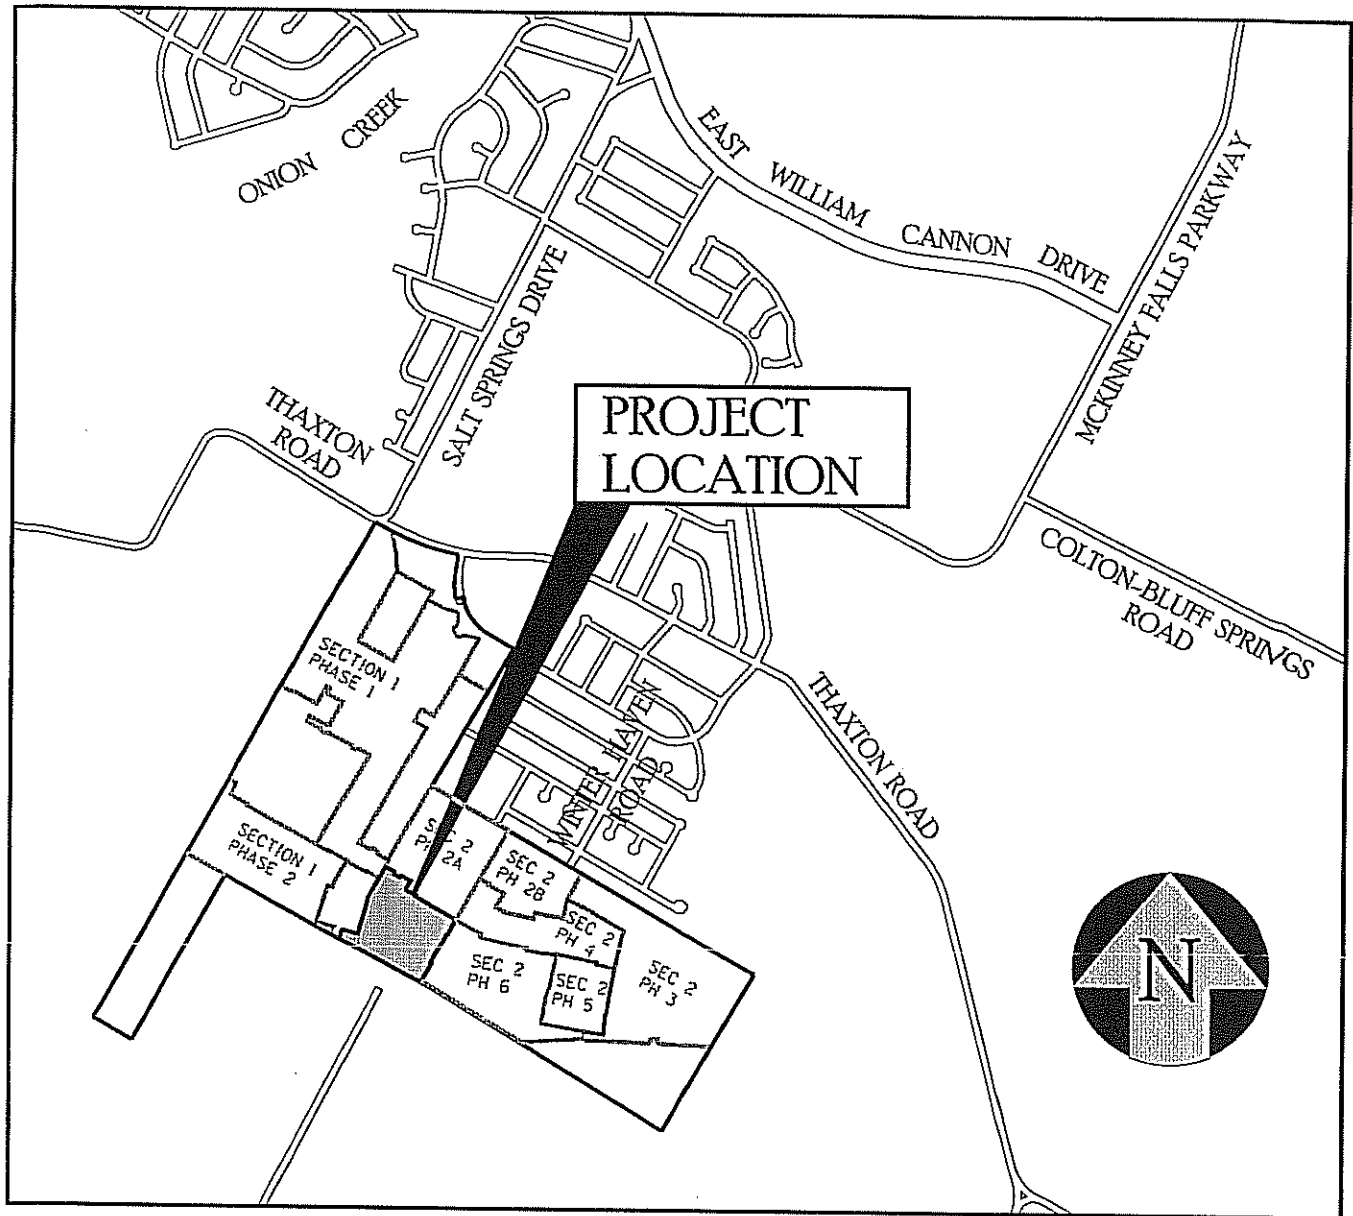 ONION CREEK
EAST WILLIAM CANNON DRIVE
MCKINNEY FALLS PARKWAY
SALT SPRINGS DRIVE
THAXTON
ROAD
PROJECT
LOCATION
COLTON-BLUFF SPRINGS
ROAD
SECTION 1
PHASE 1
WINTER HAVEN
ROAD
THAXTON ROAD
SECTION 1
PHASE 2
SEC 2
PH 2A
SEC 2
PH 2B
SEC 2
PH 4
SEC 2
PH 6
SEC 2
PH 5
SEC 2
PH 3
N